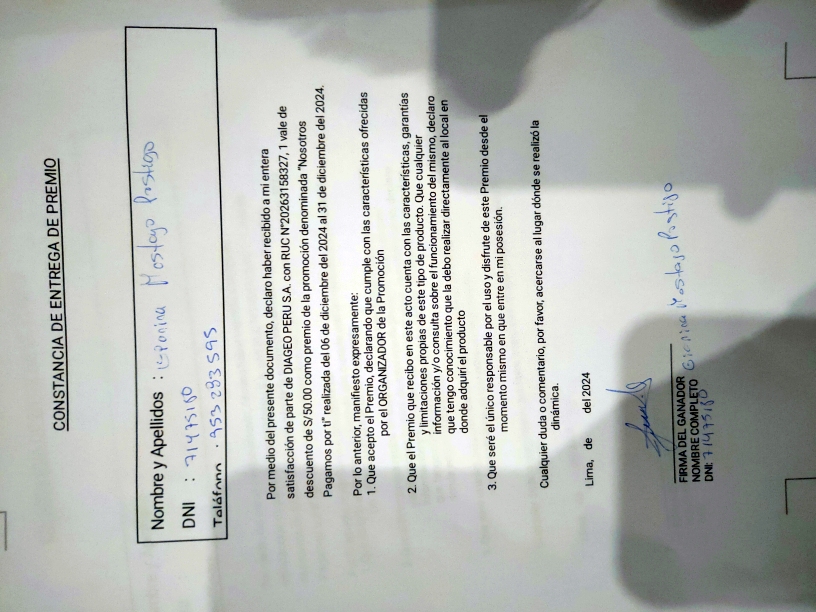 CONSTANCIA DE ENTREGA DE PREMIO
Nombre y Apellidos : Mostajo Postigo
DNI : 71475180
Teléfono : 953 283 595
Por medio del presente documento, declaro haber recibido a mi entera
satisfacción de parte de DIAGEO PERU S.A. con RUC N°20263158327, 1 vale de
descuento de S/50.00 como premio de la promoción denominada "Nosotros
Pagamos por ti" realizada del 06 de diciembre del 2024 al 31 de diciembre del 2024.
Por lo anterior, manifiesto expresamente:
1. Que acepto el Premio, declarando que cumple con las características ofrecidas
por el ORGANIZADOR de la Promoción
2. Que el Premio que recibo en este acto cuenta con las características, garantías
y limitaciones propias de este tipo de producto. Que cualquier
información y/o consulta sobre el funcionamiento del mismo, declaro
que tengo conocimiento que la debo realizar directamente al local en
donde adquirí el producto
3. Que seré el único responsable por el uso y disfrute de este Premio desde el
momento mismo en que entre en mi posesión.
Cualquier duda o comentario, por favor, acercarse al lugar dónde se realizó la
dinámica.
Lima, de del 2024
FIRMA DEL GANADOR
NOMBRE COMPLETO Mostajo Postigo
DNI: 71475180